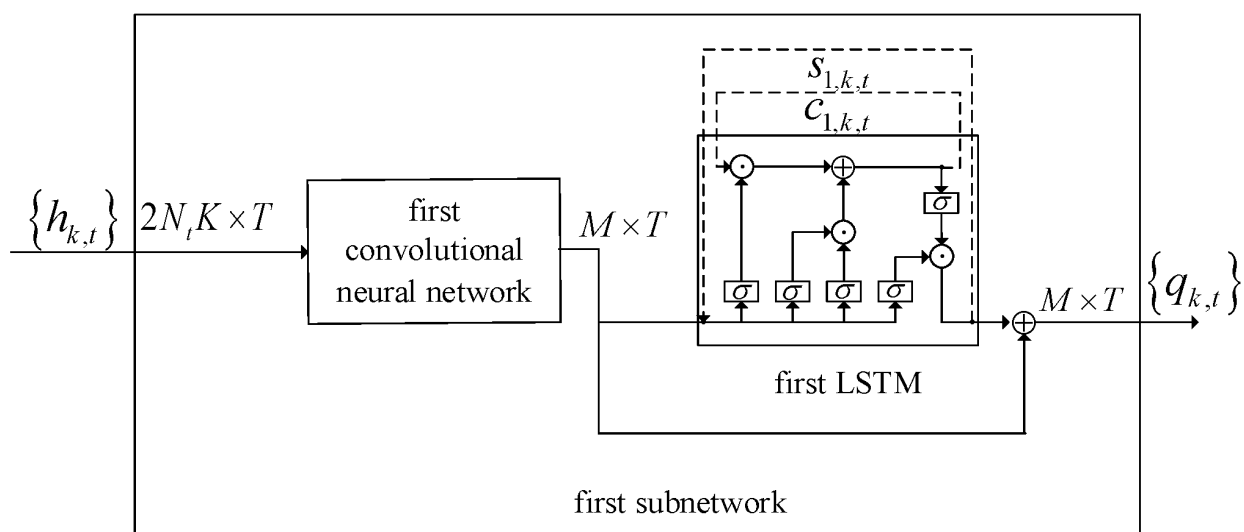 s_{1,k,t}
c_{1,k,t}
{h_{k,t}}
2N_tK×T
first
convolutional
neural network
M×T
σ
σ σ σ σ
M×T
{q_{k,t}}
first LSTM
first subnetwork